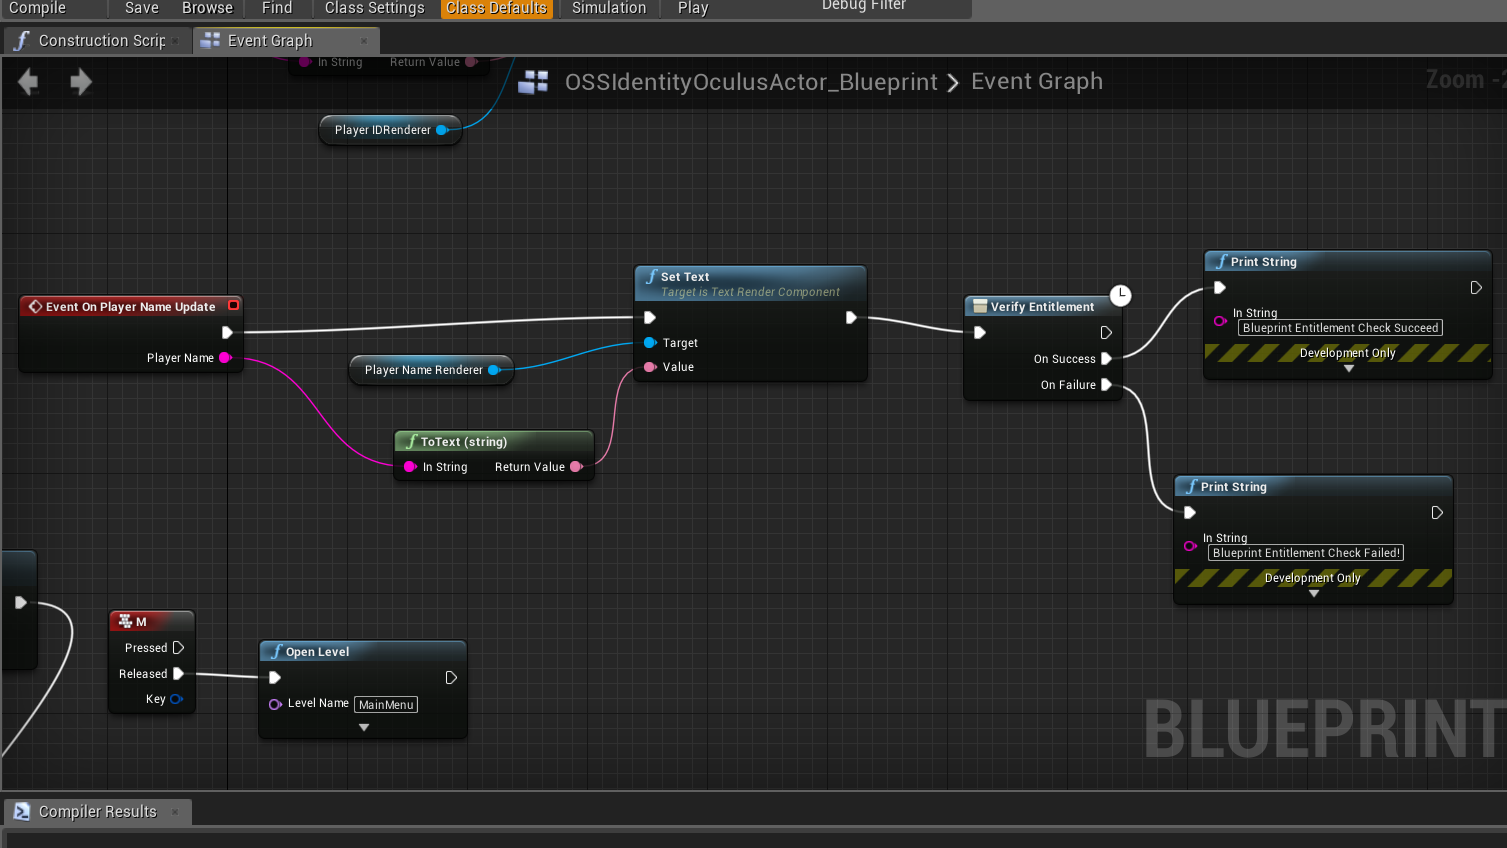 Compile Save Browse Find Class Settings Class Defaults Simulation Play Debug Filter
Construction Scrip Event Graph
In String Return Value
OSSIdentityOculusActor_Blueprint > Event Graph
Zoom -2
Player IDRenderer
Event On Player Name Update
Player Name
Player Name Renderer
Set Text
Target is Text Render Component
Target
Value
ToText (string)
In String Return Value
Verify Entitlement
On Success
On Failure
Print String
In String
Blueprint Entitlement Check Succeed
Development Only
Print String
In String
Blueprint Entitlement Check Failed!
Development Only
M
Pressed
Released
Key
Open Level
Level Name MainMenu
BLUEPRINT
Compiler Results